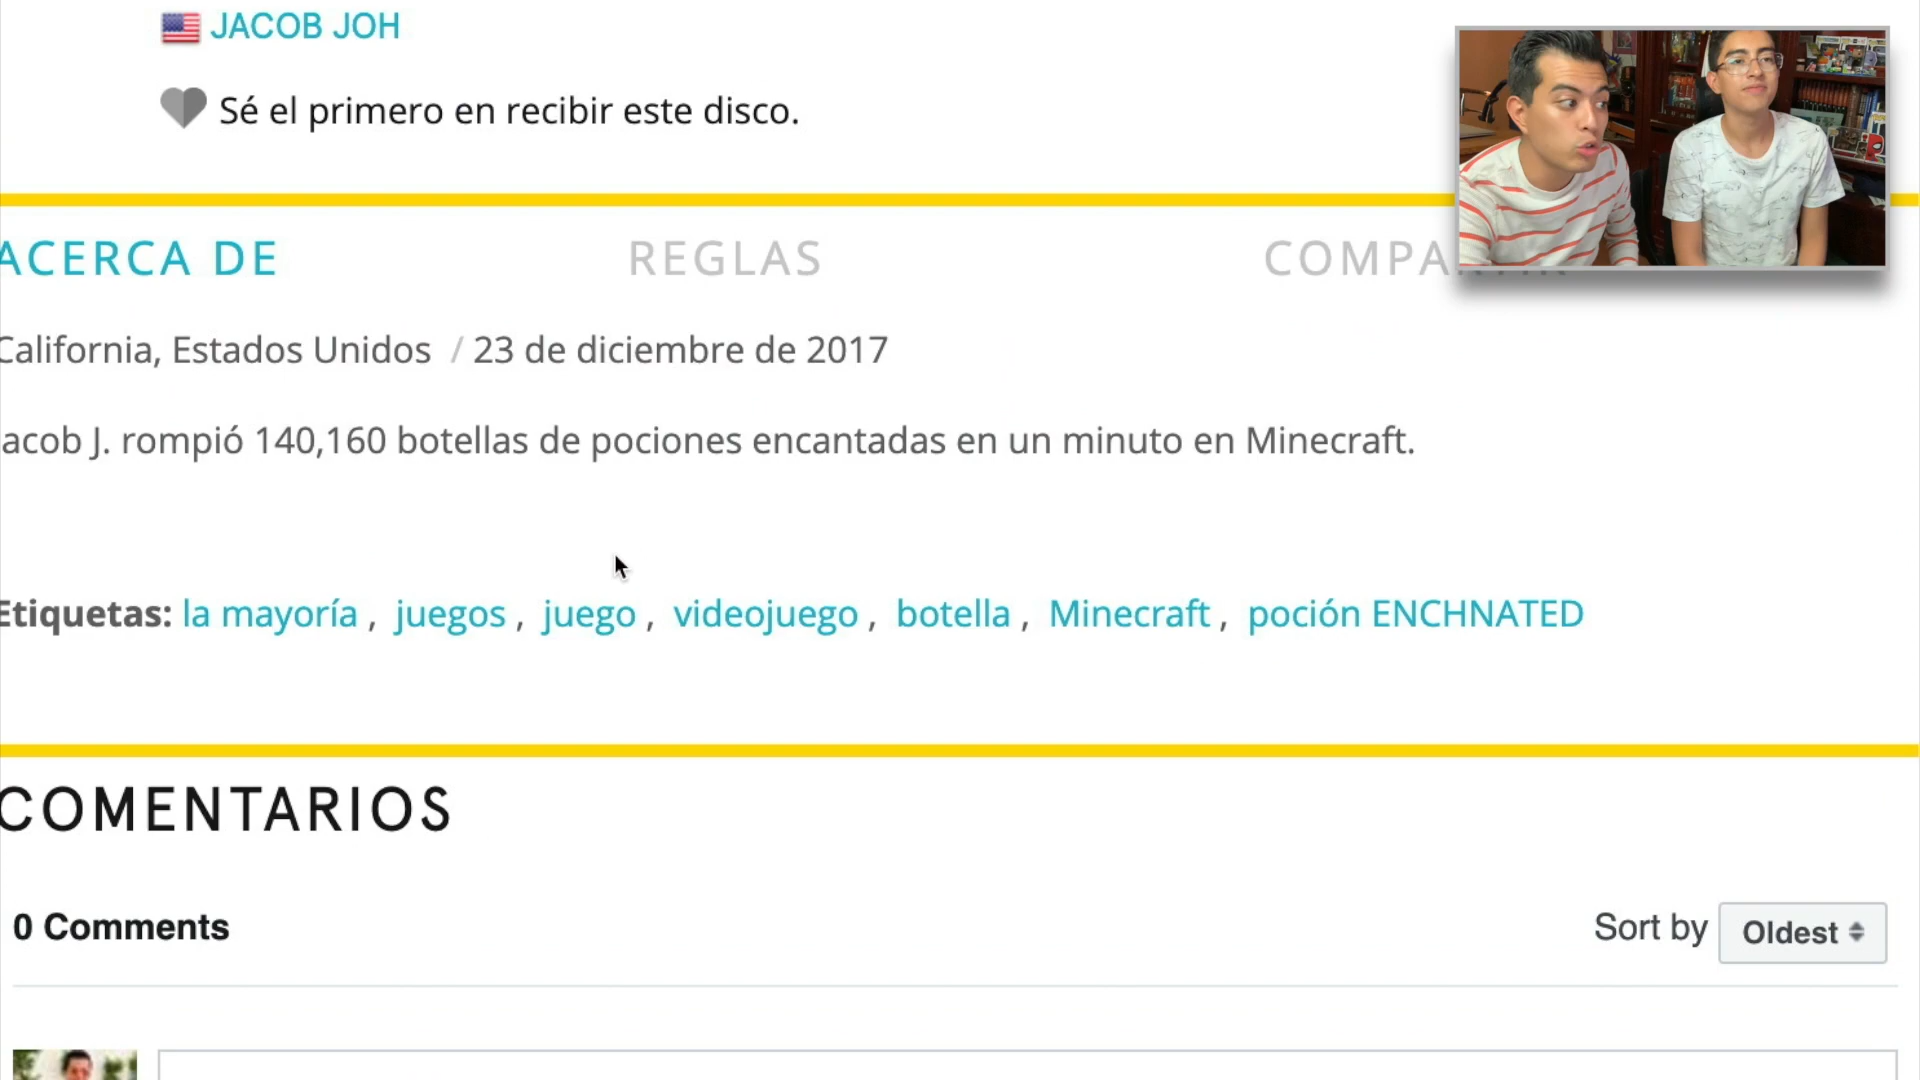 JACOB JOH
Sé el primero en recibir este disco.
ACERCA DE REGLAS
California, Estados Unidos / 23 de diciembre de 2017
acob J. rompió 140,160 botellas de pociones encantadas en un minuto en Minecraft.
Etiquetas: la mayoría , juegos , juego , videojuego , botella , Minecraft , poción ENCHNATED
COMENTARIOS
0 Comments Sort by Oldest